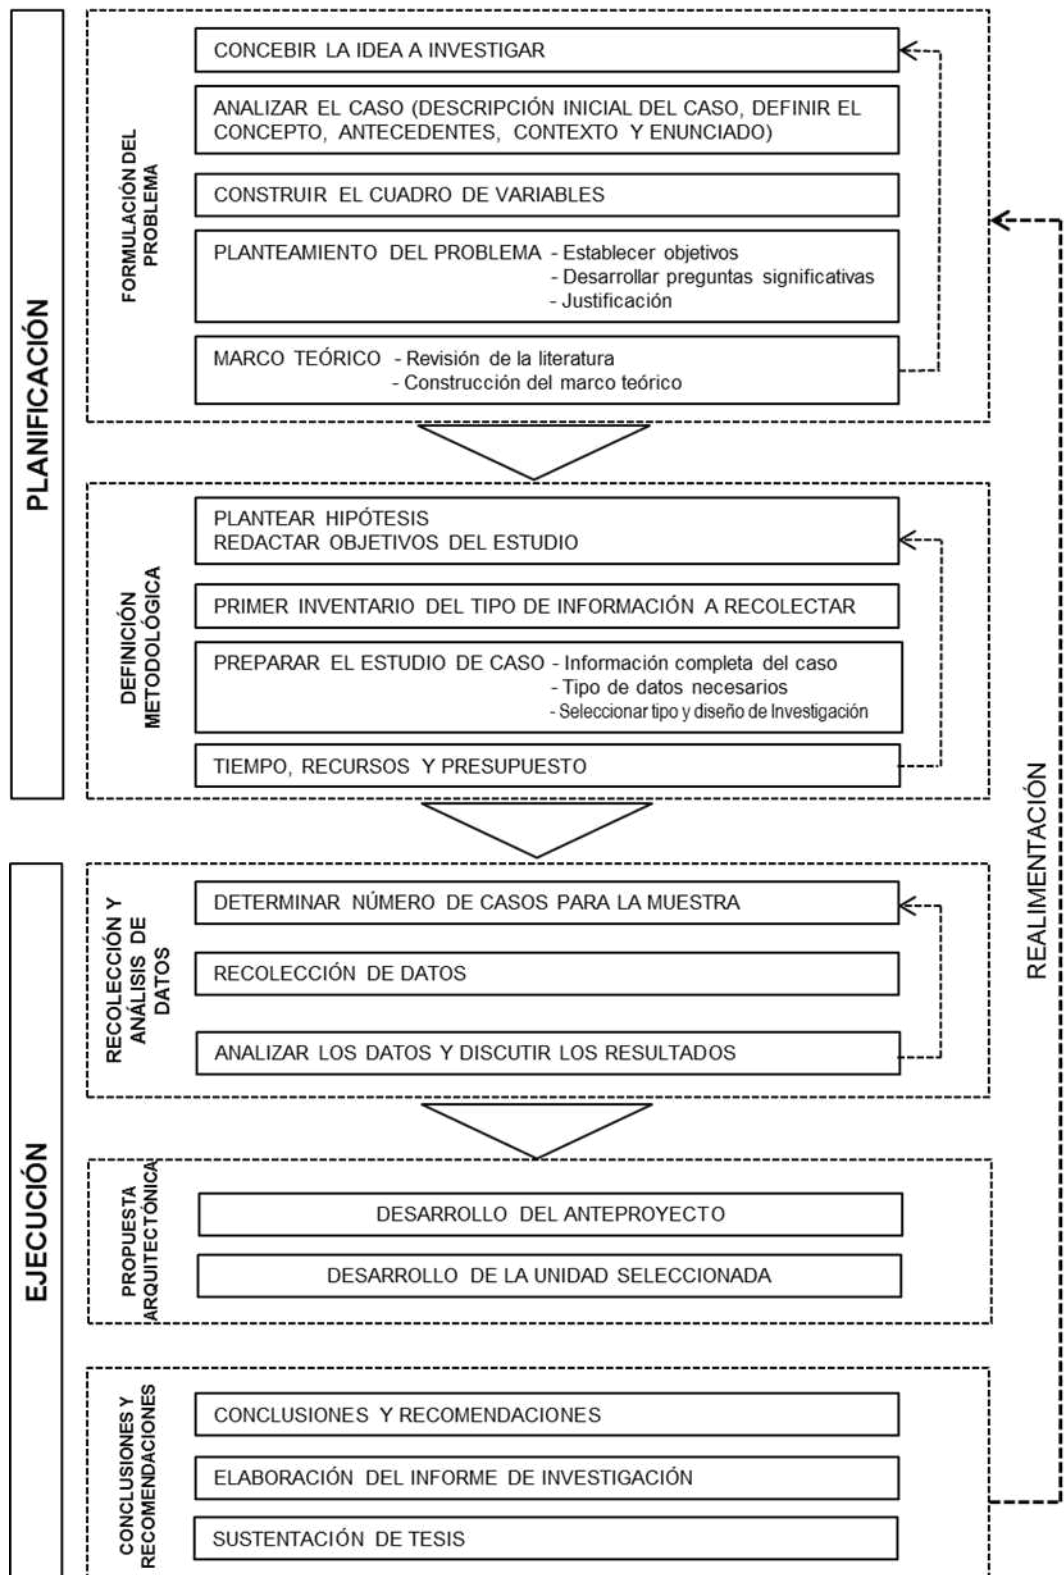 PLANIFICACIÓN
FORMULACIÓN DEL
PROBLEMA
CONCEBIR LA IDEA A INVESTIGAR
ANALIZAR EL CASO (DESCRIPCIÓN INICIAL DEL CASO, DEFINIR EL
CONCEPTO, ANTECEDENTES, CONTEXTO Y ENUNCIADO)
CONSTRUIR EL CUADRO DE VARIABLES
PLANTEAMIENTO DEL PROBLEMA - Establecer objetivos
- Desarrollar preguntas significativas
- Justificación
MARCO TEÓRICO - Revisión de la literatura
- Construcción del marco teórico
DEFINICIÓN
METODOLÓGICA
PLANTEAR HIPÓTESIS
REDACTAR OBJETIVOS DEL ESTUDIO
PRIMER INVENTARIO DEL TIPO DE INFORMACIÓN A RECOLECTAR
PREPARAR EL ESTUDIO DE CASO - Información completa del caso
- Tipo de datos necesarios
- Seleccionar tipo y diseño de Investigación
TIEMPO, RECURSOS Y PRESUPUESTO
EJECUCIÓN
RECOLECCIÓN Y
ANÁLISIS DE
DATOS
DETERMINAR NÚMERO DE CASOS PARA LA MUESTRA
RECOLECCIÓN DE DATOS
ANALIZAR LOS DATOS Y DISCUTIR LOS RESULTADOS
PROPUESTA
ARQUITECTÓNICA
DESARROLLO DEL ANTEPROYECTO
DESARROLLO DE LA UNIDAD SELECCIONADA
CONCLUSIONES Y
RECOMENDACIONES
CONCLUSIONES Y RECOMENDACIONES
ELABORACIÓN DEL INFORME DE INVESTIGACIÓN
SUSTENTACIÓN DE TESIS
REALIMENTACIÓN